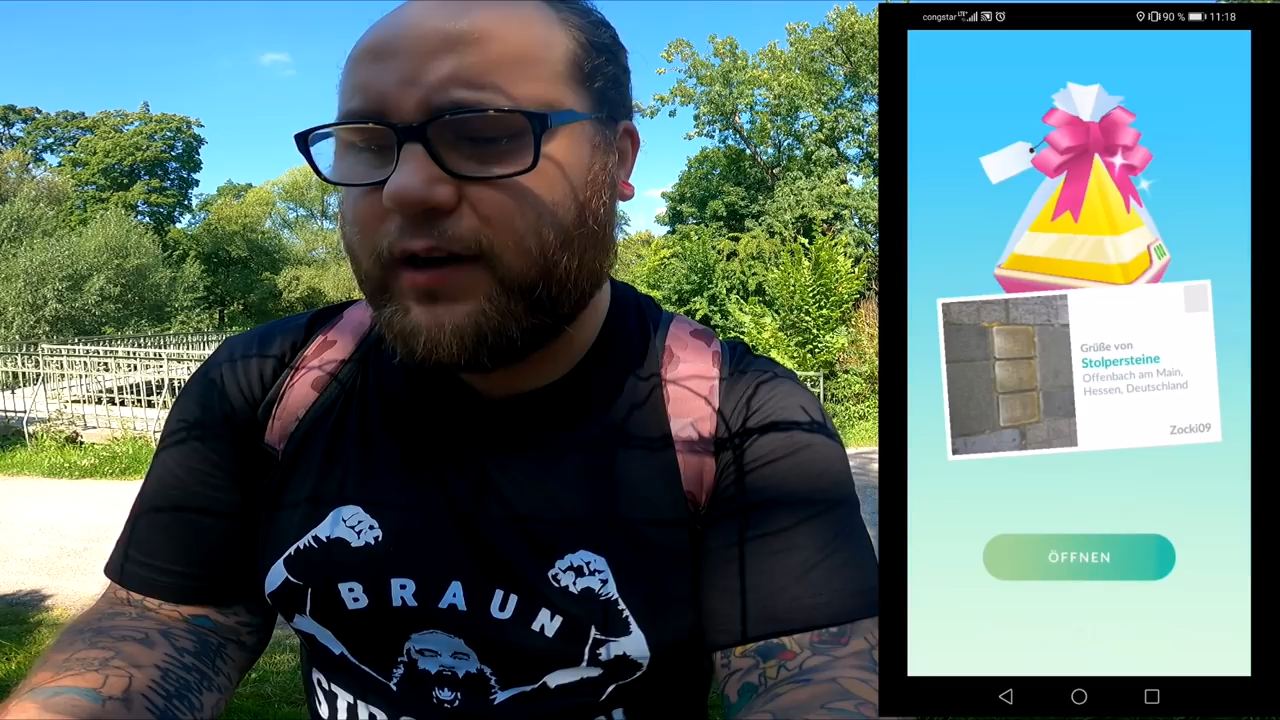 BRAUN
congstar
90 % 11:18
Grüße von
Stolpersteine
Offenbach am Main,
Hessen, Deutschland
Zocki09
ÖFFNEN